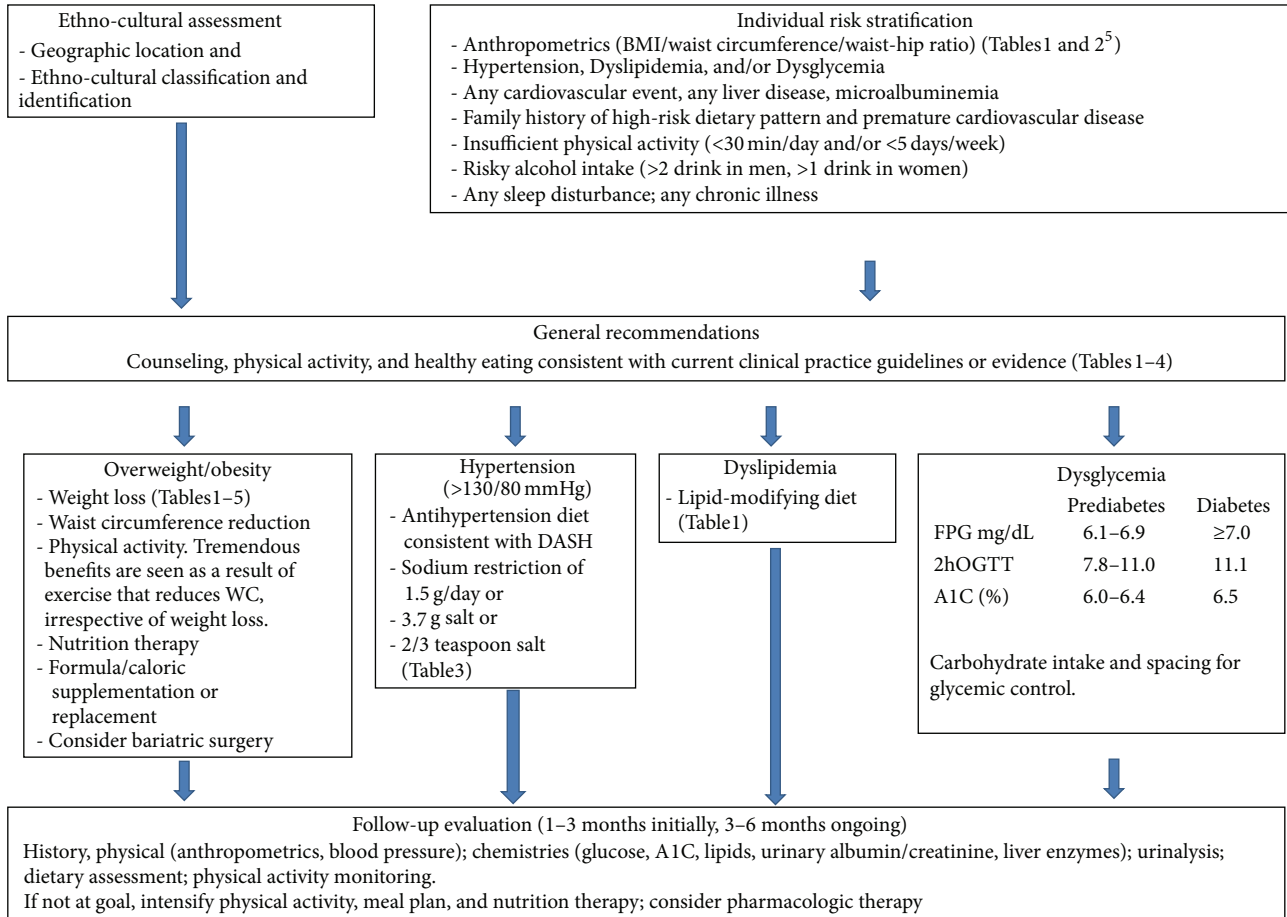 Ethno-cultural assessment
- Geographic location and
- Ethno-cultural classification and
identification
Individual risk stratification
- Anthropometrics (BMI/waist circumference/waist-hip ratio) (Tables 1 and 2⁵)
- Hypertension, Dyslipidemia, and/or Dysglycemia
- Any cardiovascular event, any liver disease, microalbuminemia
- Family history of high-risk dietary pattern and premature cardiovascular disease
- Insufficient physical activity (<30 min/day and/or <5 days/week)
- Risky alcohol intake (>2 drink in men, >1 drink in women)
- Any sleep disturbance; any chronic illness
General recommendations
Counseling, physical activity, and healthy eating consistent with current clinical practice guidelines or evidence (Tables 1–4)
Overweight/obesity
- Weight loss (Tables 1–5)
- Waist circumference reduction
- Physical activity. Tremendous
benefits are seen as a result of
exercise that reduces WC,
irrespective of weight loss.
- Nutrition therapy
- Formula/caloric
supplementation or
replacement
- Consider bariatric surgery
Hypertension
(>130/80 mmHg)
- Antihypertension diet
consistent with DASH
- Sodium restriction of
1.5 g/day or
- 3.7 g salt or
- 2/3 teaspoon salt
(Table 3)
Dyslipidemia
- Lipid-modifying diet
(Table 1)
Dysglycemia
Prediabetes Diabetes
FPG mg/dL 6.1–6.9 ≥7.0
2hOGTT 7.8–11.0 11.1
A1C (%) 6.0–6.4 6.5
Carbohydrate intake and spacing for
glycemic control.
Follow-up evaluation (1–3 months initially, 3–6 months ongoing)
History, physical (anthropometrics, blood pressure); chemistries (glucose, A1C, lipids, urinary albumin/creatinine, liver enzymes); urinalysis;
dietary assessment; physical activity monitoring.
If not at goal, intensify physical activity, meal plan, and nutrition therapy; consider pharmacologic therapy